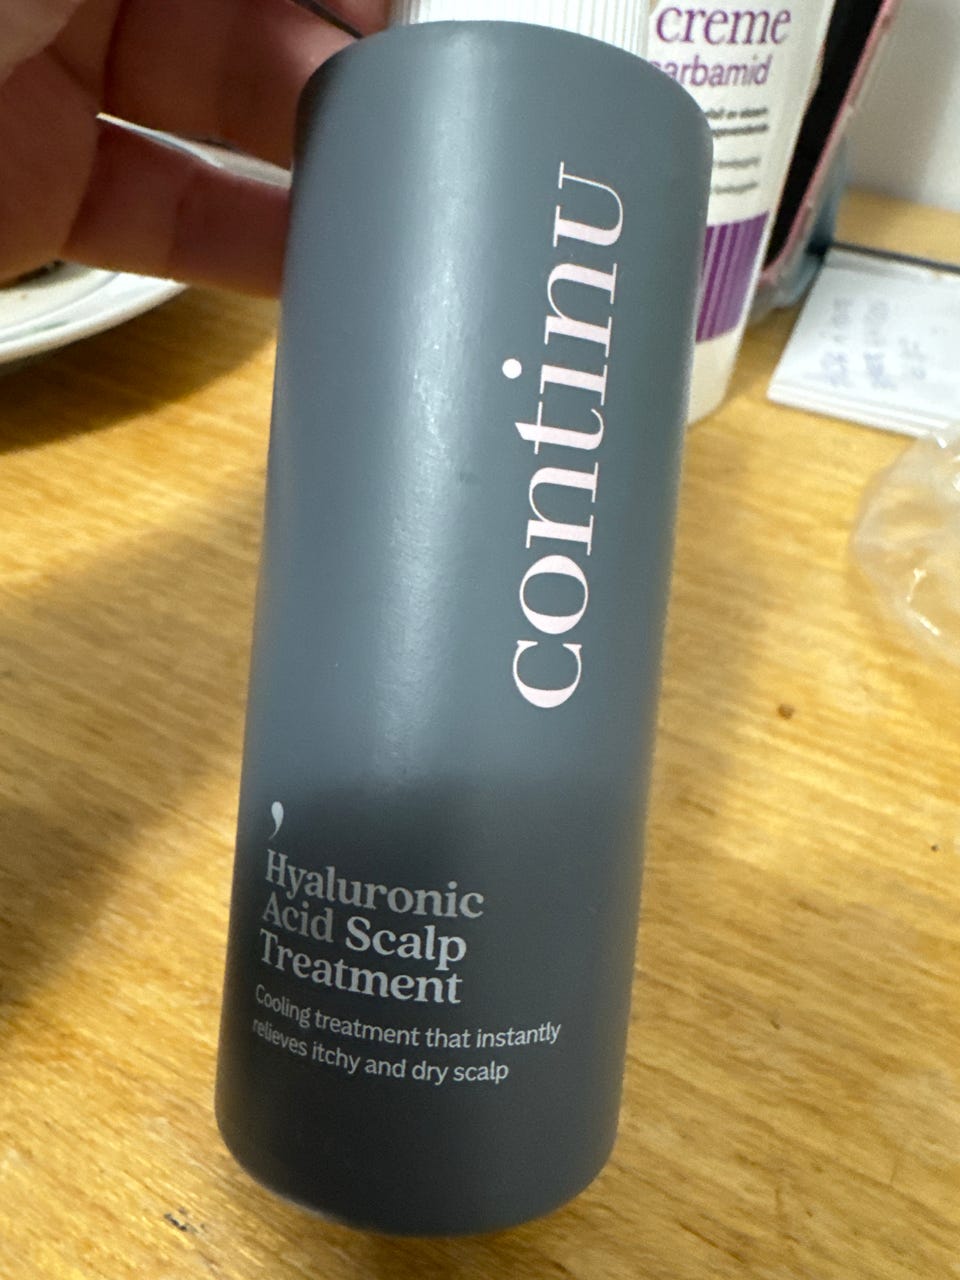 continu
,
Hyaluronic
Acid Scalp
Treatment
Cooling treatment that instantly
relieves itchy and dry scalp
creme
arbamid